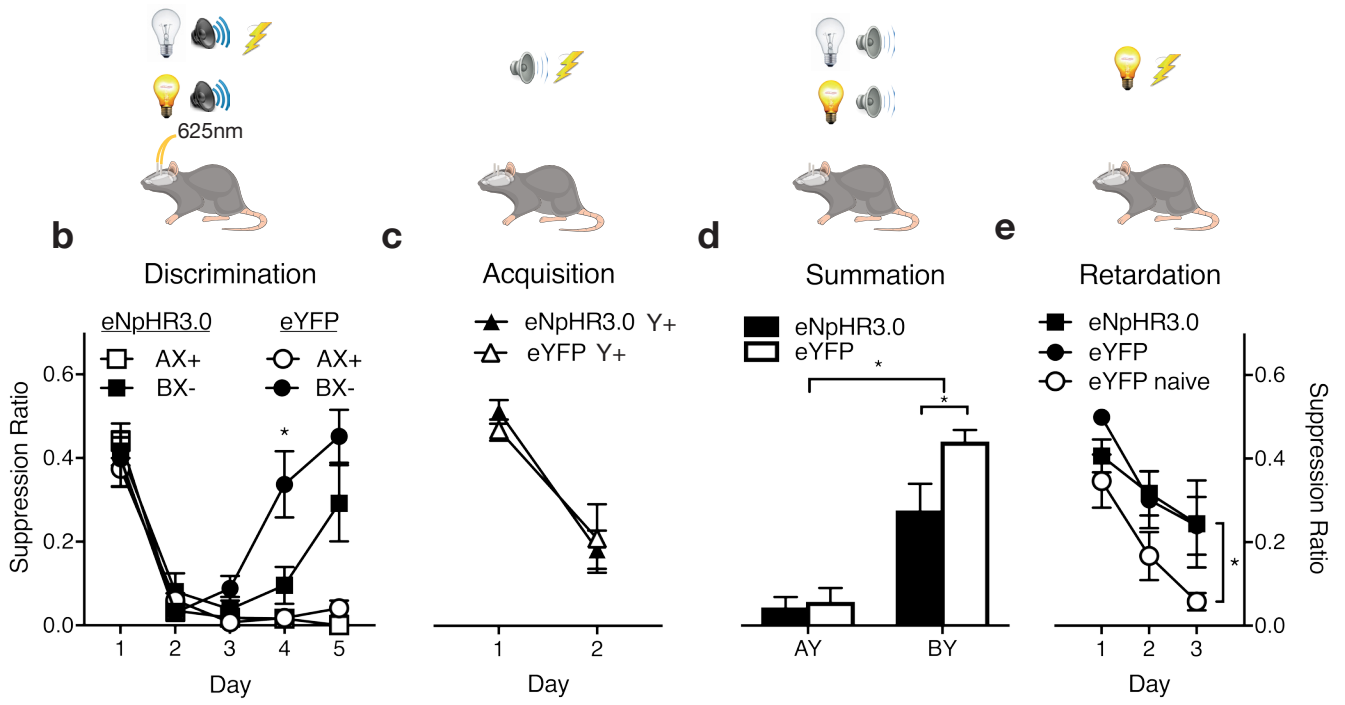 625nm
b
Discrimination
eNpHR3.0 eYFP
AX+ AX+
BX- BX-
*
Suppression Ratio
0.6
0.4
0.2
0.0
1 2 3 4 5
Day
c
Acquisition
eNpHR3.0 Y+
eYFP Y+
1 2
Day
d
Summation
eNpHR3.0
eYFP
*
*
AY BY
e
Retardation
eNpHR3.0
eYFP
eYFP naive
*
0.6
0.4
0.2
0.0
Suppression Ratio
1 2 3
Day